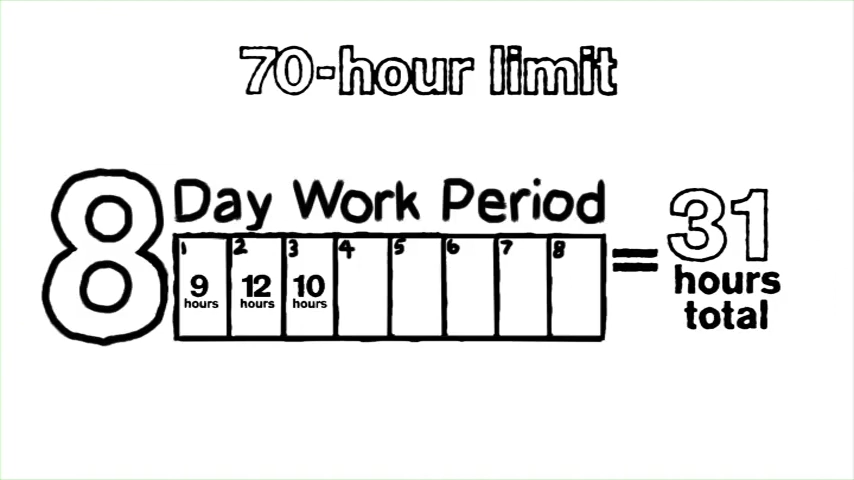 70-hour limit
8 Day Work Period
1 2 3 4 5 6 7 8
9 12 10
hours hours hours
= 31
hours
total